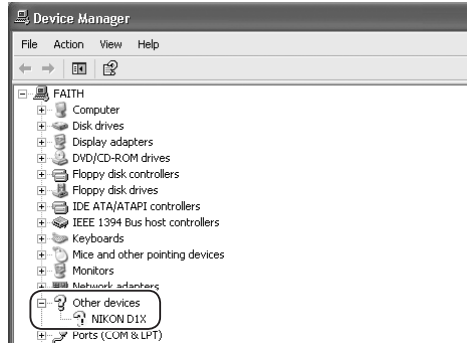 Device Manager
File Action View Help
FAITH
Computer
Disk drives
Display adapters
DVD/CD-ROM drives
Floppy disk controllers
Floppy disk drives
IDE ATA/ATAPI controllers
IEEE 1394 Bus host controllers
Keyboards
Mice and other pointing devices
Monitors
Network adapters
Other devices
NIKON D1X
Ports (COM & LPT)